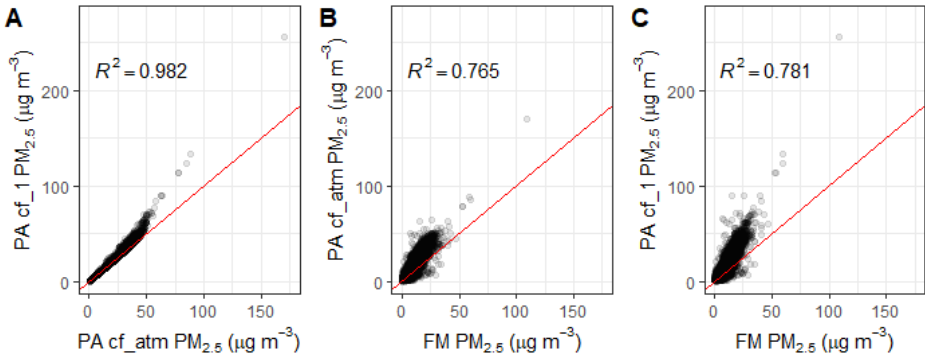 A
PA cf_1 PM₂.₅ (µg m⁻³)
200
100
0
R² = 0.982
0 50 100 150
PA cf_atm PM₂.₅ (µg m⁻³)
B
PA cf_atm PM₂.₅ (µg m⁻³)
200
100
0
R² = 0.765
0 50 100 150
FM PM₂.₅ (µg m⁻³)
C
PA cf_1 PM₂.₅ (µg m⁻³)
200
100
0
R² = 0.781
0 50 100 150
FM PM₂.₅ (µg m⁻³)